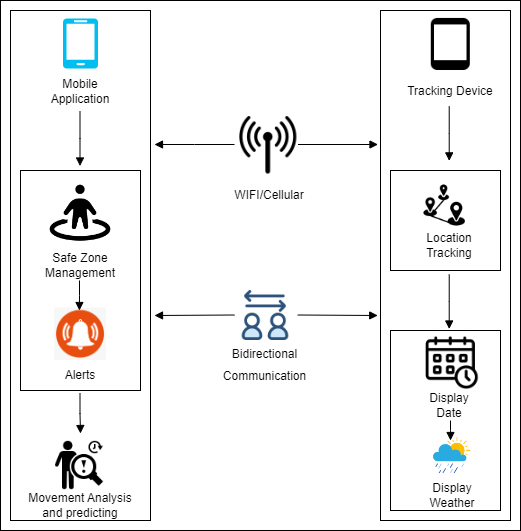 Mobile
Application
Safe Zone
Management
Alerts
Movement Analysis
and predicting
WIFI/Cellular
Bidirectional
Communication
Tracking Device
Location
Tracking
Display
Date
Display
Weather